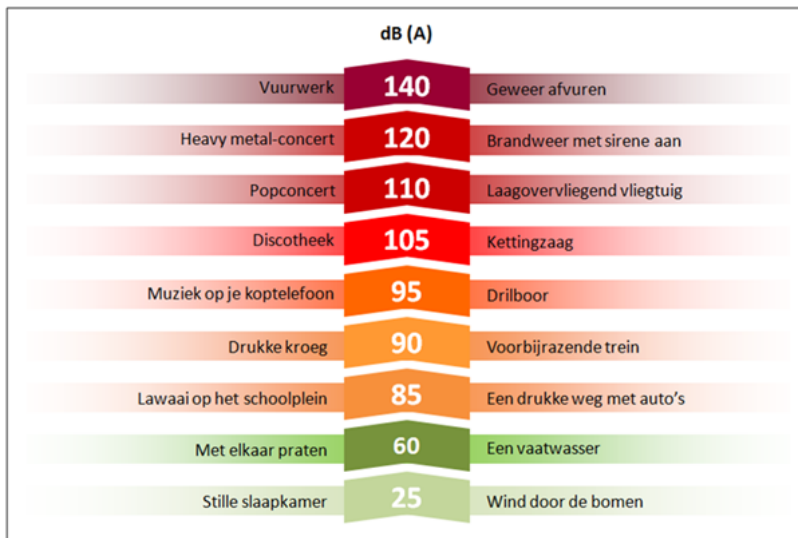 dB (A)
Vuurwerk 140 Geweer afvuren
Heavy metal-concert 120 Brandweer met sirene aan
Popconcert 110 Laagovervliegend vliegtuig
Discotheek 105 Kettingzaag
Muziek op je koptelefoon 95 Drilboor
Drukke kroeg 90 Voorbijrazende trein
Lawaai op het schoolplein 85 Een drukke weg met auto's
Met elkaar praten 60 Een vaatwasser
Stille slaapkamer 25 Wind door de bomen